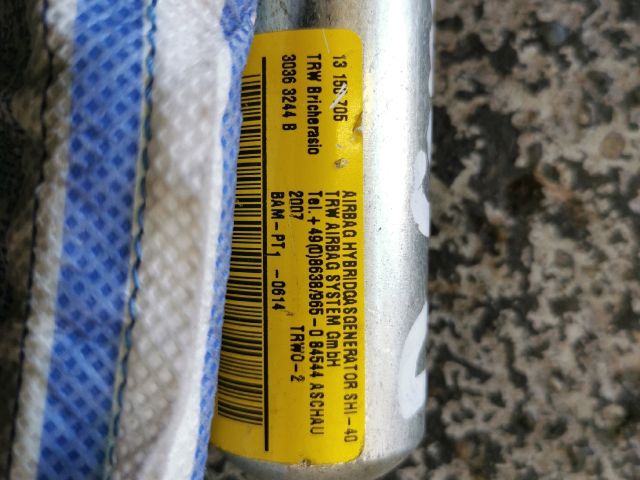 13 156 705
TRW Bricherasio
3036 3244 B
AIRBAG HYBRIDGASGENERATOR SHI-40
TRW AIRBAG SYSTEM GmbH
Tel.+49(0)8638/965-0 84544 ASCHAU
2007 TRWO-2
BAM-PT1-0614